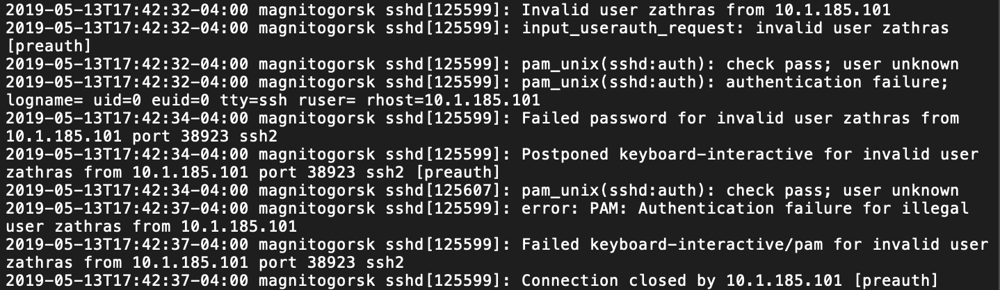 2019-05-13T17:42:32-04:00 magnitogorsk sshd[125599]: Invalid user zathras from 10.1.185.101
2019-05-13T17:42:32-04:00 magnitogorsk sshd[125599]: input_userauth_request: invalid user zathras
[preauth]
2019-05-13T17:42:32-04:00 magnitogorsk sshd[125599]: pam_unix(sshd:auth): check pass; user unknown
2019-05-13T17:42:32-04:00 magnitogorsk sshd[125599]: pam_unix(sshd:auth): authentication failure;
logname= uid=0 euid=0 tty=ssh ruser= rhost=10.1.185.101
2019-05-13T17:42:34-04:00 magnitogorsk sshd[125599]: Failed password for invalid user zathras from
10.1.185.101 port 38923 ssh2
2019-05-13T17:42:34-04:00 magnitogorsk sshd[125599]: Postponed keyboard-interactive for invalid user
zathras from 10.1.185.101 port 38923 ssh2 [preauth]
2019-05-13T17:42:34-04:00 magnitogorsk sshd[125607]: pam_unix(sshd:auth): check pass; user unknown
2019-05-13T17:42:37-04:00 magnitogorsk sshd[125599]: error: PAM: Authentication failure for illegal
user zathras from 10.1.185.101
2019-05-13T17:42:37-04:00 magnitogorsk sshd[125599]: Failed keyboard-interactive/pam for invalid user
zathras from 10.1.185.101 port 38923 ssh2
2019-05-13T17:42:37-04:00 magnitogorsk sshd[125599]: Connection closed by 10.1.185.101 [preauth]